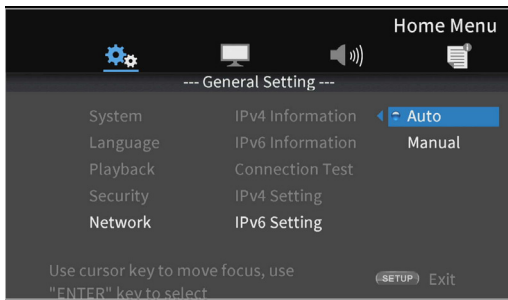 Home Menu
--- General Setting ---
System IPv4 Information Auto
Language IPv6 Information Manual
Playback Connection Test
Security IPv4 Setting
Network IPv6 Setting
Use cursor key to move focus, use
"ENTER" key to select
SETUP Exit